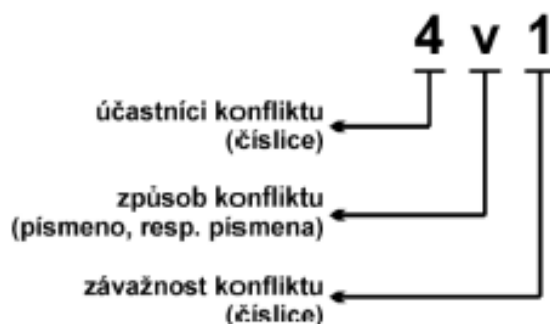 4 v 1
účastníci konfliktu
(číslice)
způsob konfliktu
(písmeno, resp. písmena)
závažnost konfliktu
(číslice)